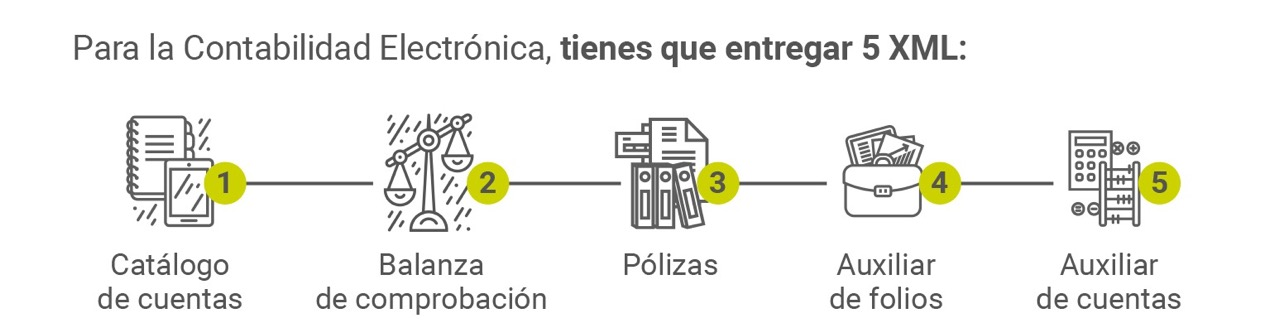 Para la Contabilidad Electrónica, tienes que entregar 5 XML:
1
2
3
4
5
Catálogo
de cuentas
Balanza
de comprobación
Pólizas
Auxiliar
de folios
Auxiliar
de cuentas